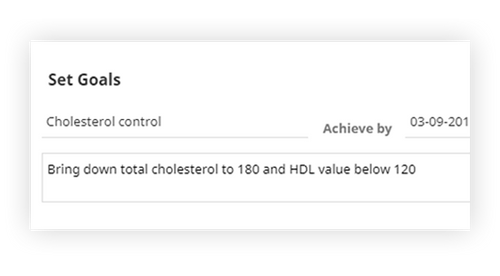 Set Goals
Cholesterol control
Achieve by 03-09-201
Bring down total cholesterol to 180 and HDL value below 120